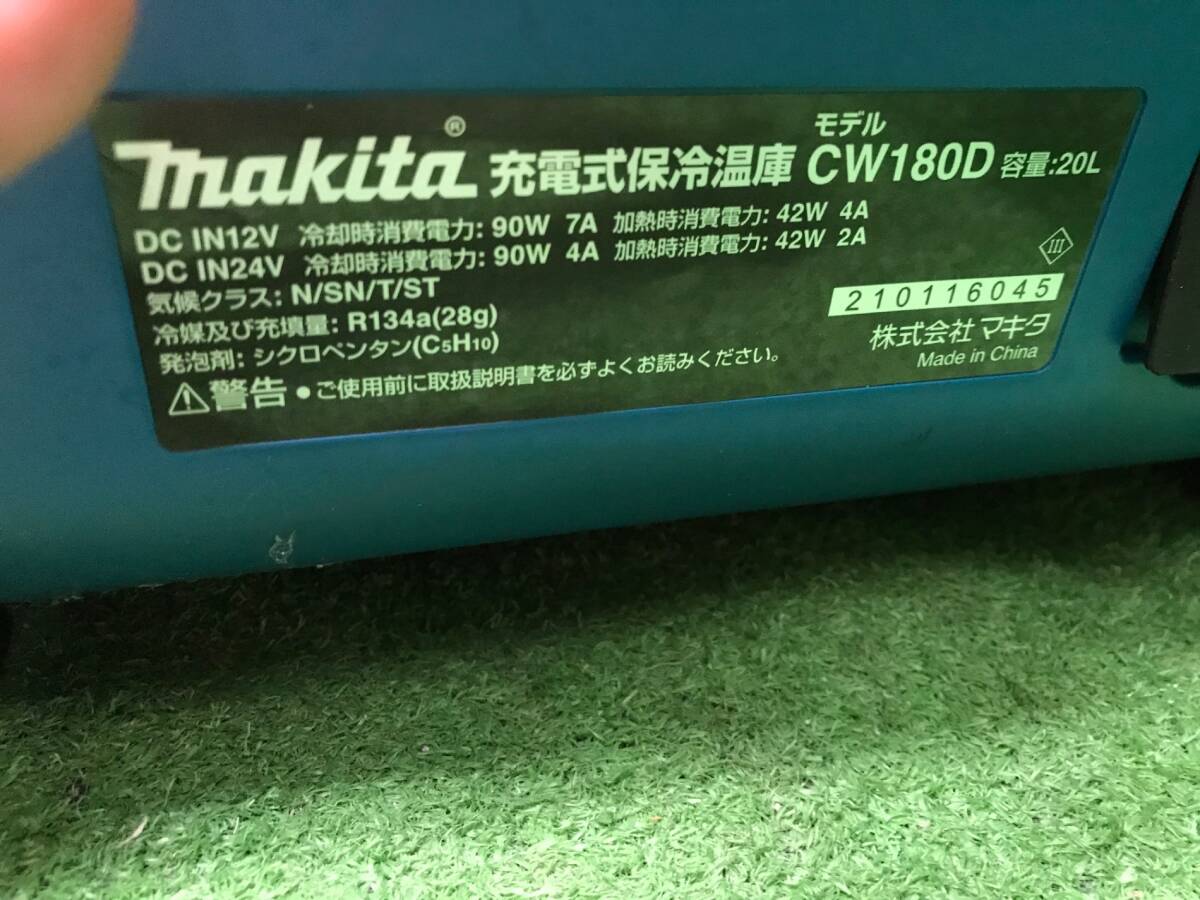 makita® 充電式保冷温庫 モデル CW180D 容量:20L
DC IN12V 冷却時消費電力: 90W 7A 加熱時消費電力: 42W 4A
DC IN24V 冷却時消費電力: 90W 4A 加熱時消費電力: 42W 2A
気候クラス: N/SN/T/ST
冷媒及び充填量: R134a(28g)
発泡剤: シクロペンタン(C5H10)
⚠警告 ●ご使用前に取扱説明書を必ずよくお読みください。
III
210116045
株式会社マキタ
Made in China